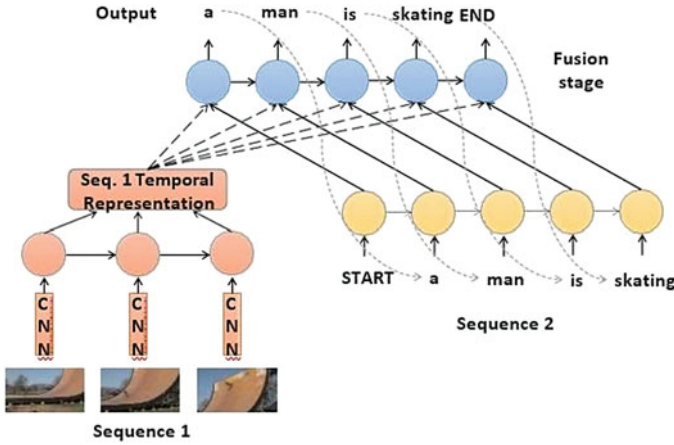 Output a man is skating END
Fusion
stage
Seq. 1 Temporal
Representation
START a man is skating
Sequence 2
C C C
N N N
N N N
Sequence 1